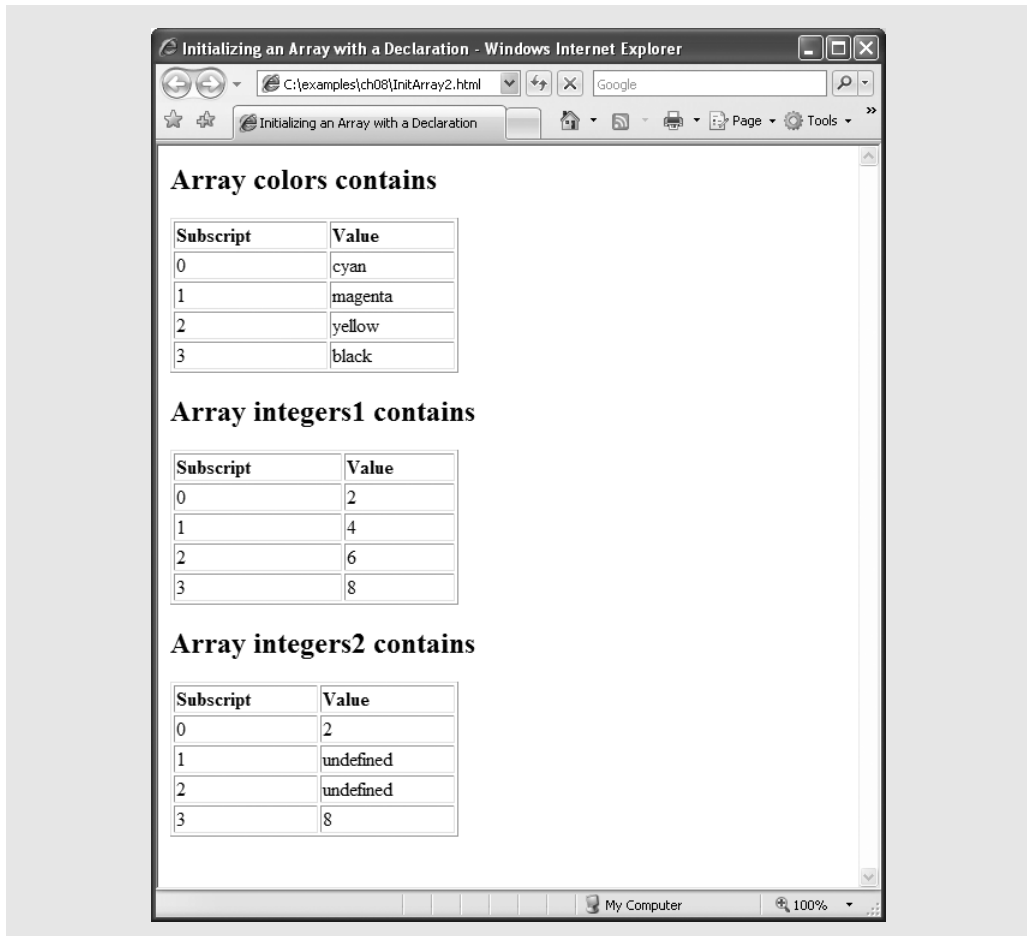 Initializing an Array with a Declaration - Windows Internet Explorer
C:\examples\ch08\InitArray2.html Google
Initializing an Array with a Declaration Page Tools »
Array colors contains
Subscript Value
0 cyan
1 magenta
2 yellow
3 black
Array integers1 contains
Subscript Value
0 2
1 4
2 6
3 8
Array integers2 contains
Subscript Value
0 2
1 undefined
2 undefined
3 8
My Computer 100%